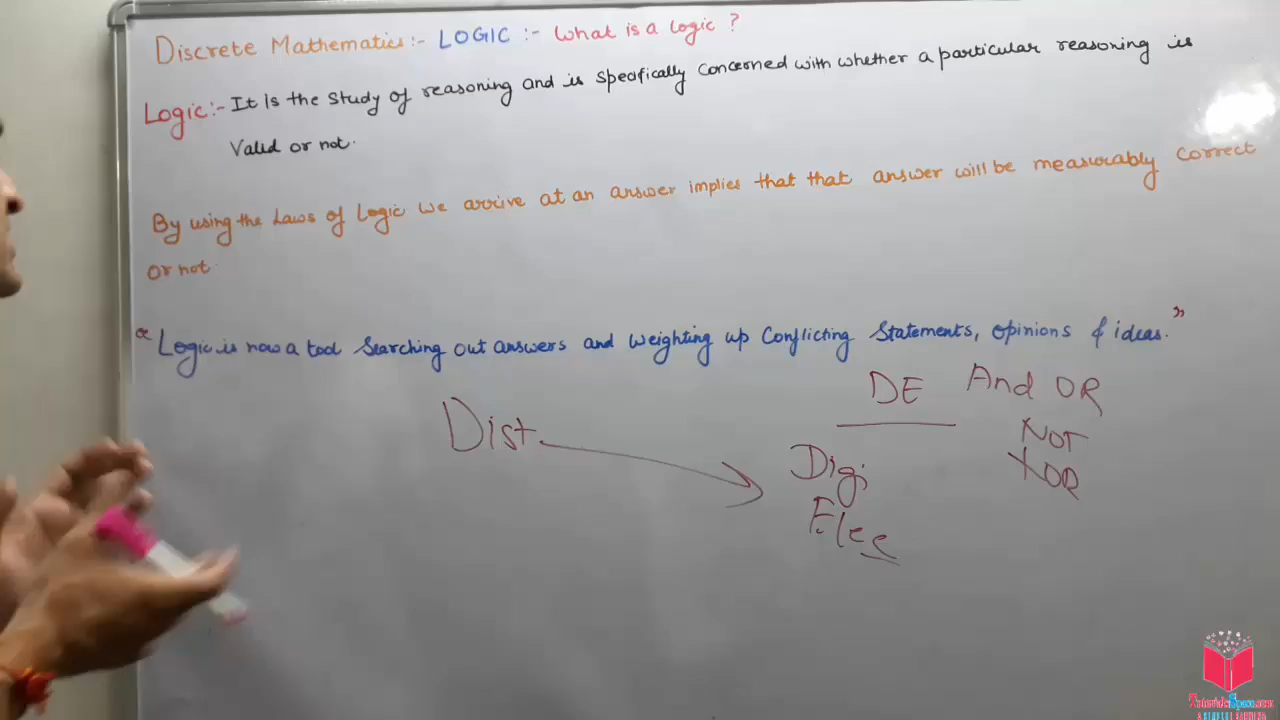 Discrete Mathematics:- LOGIC :- What is a logic ?
Logic:- It is the study of reasoning and is specifically concerned with whether a particular reasoning is
Valid or not.
By using the Laws of Logic we arrive at an answer implies that that answer will be measurably correct
or not.
"Logic is now a tool searching out answers and weighting up conflicting statements, opinions & ideas."
DE And OR
Dist NOT
Digi XOR
Elec
TutorialsSpace.com